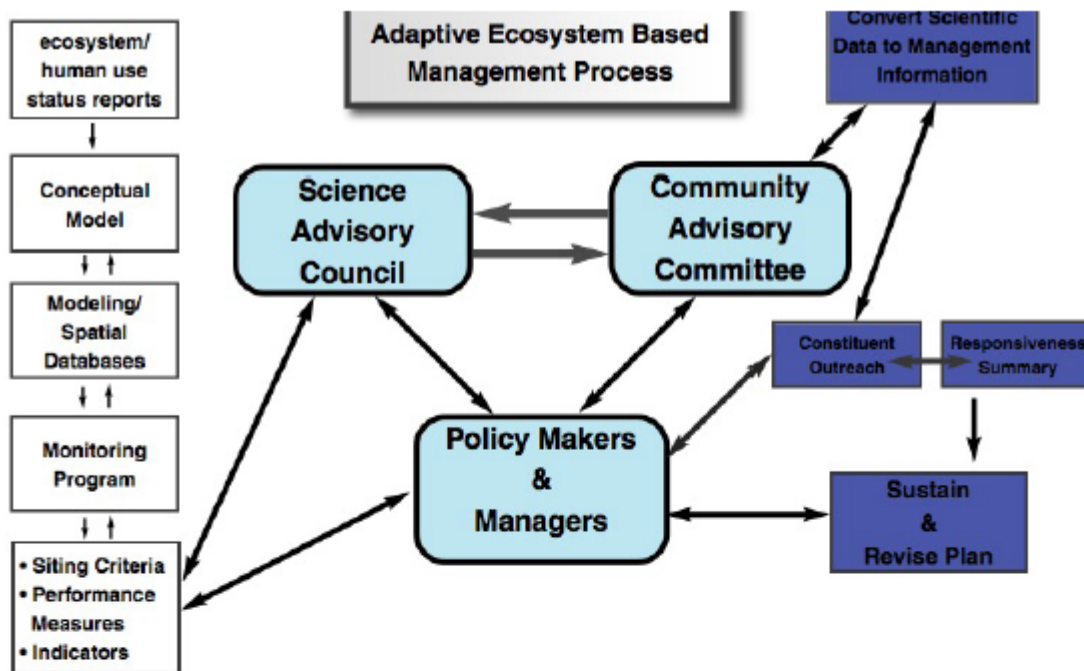 ecosystem/
human use
status reports
Conceptual
Model
Modeling/
Spatial
Databases
Monitoring
Program
• Siting Criteria
• Performance
Measures
• Indicators
Adaptive Ecosystem Based
Management Process
Science
Advisory
Council
Community
Advisory
Committee
Policy Makers
&
Managers
Convert Scientific
Data to Management
Information
Constituent
Outreach
Responsiveness
Summary
Sustain
&
Revise Plan